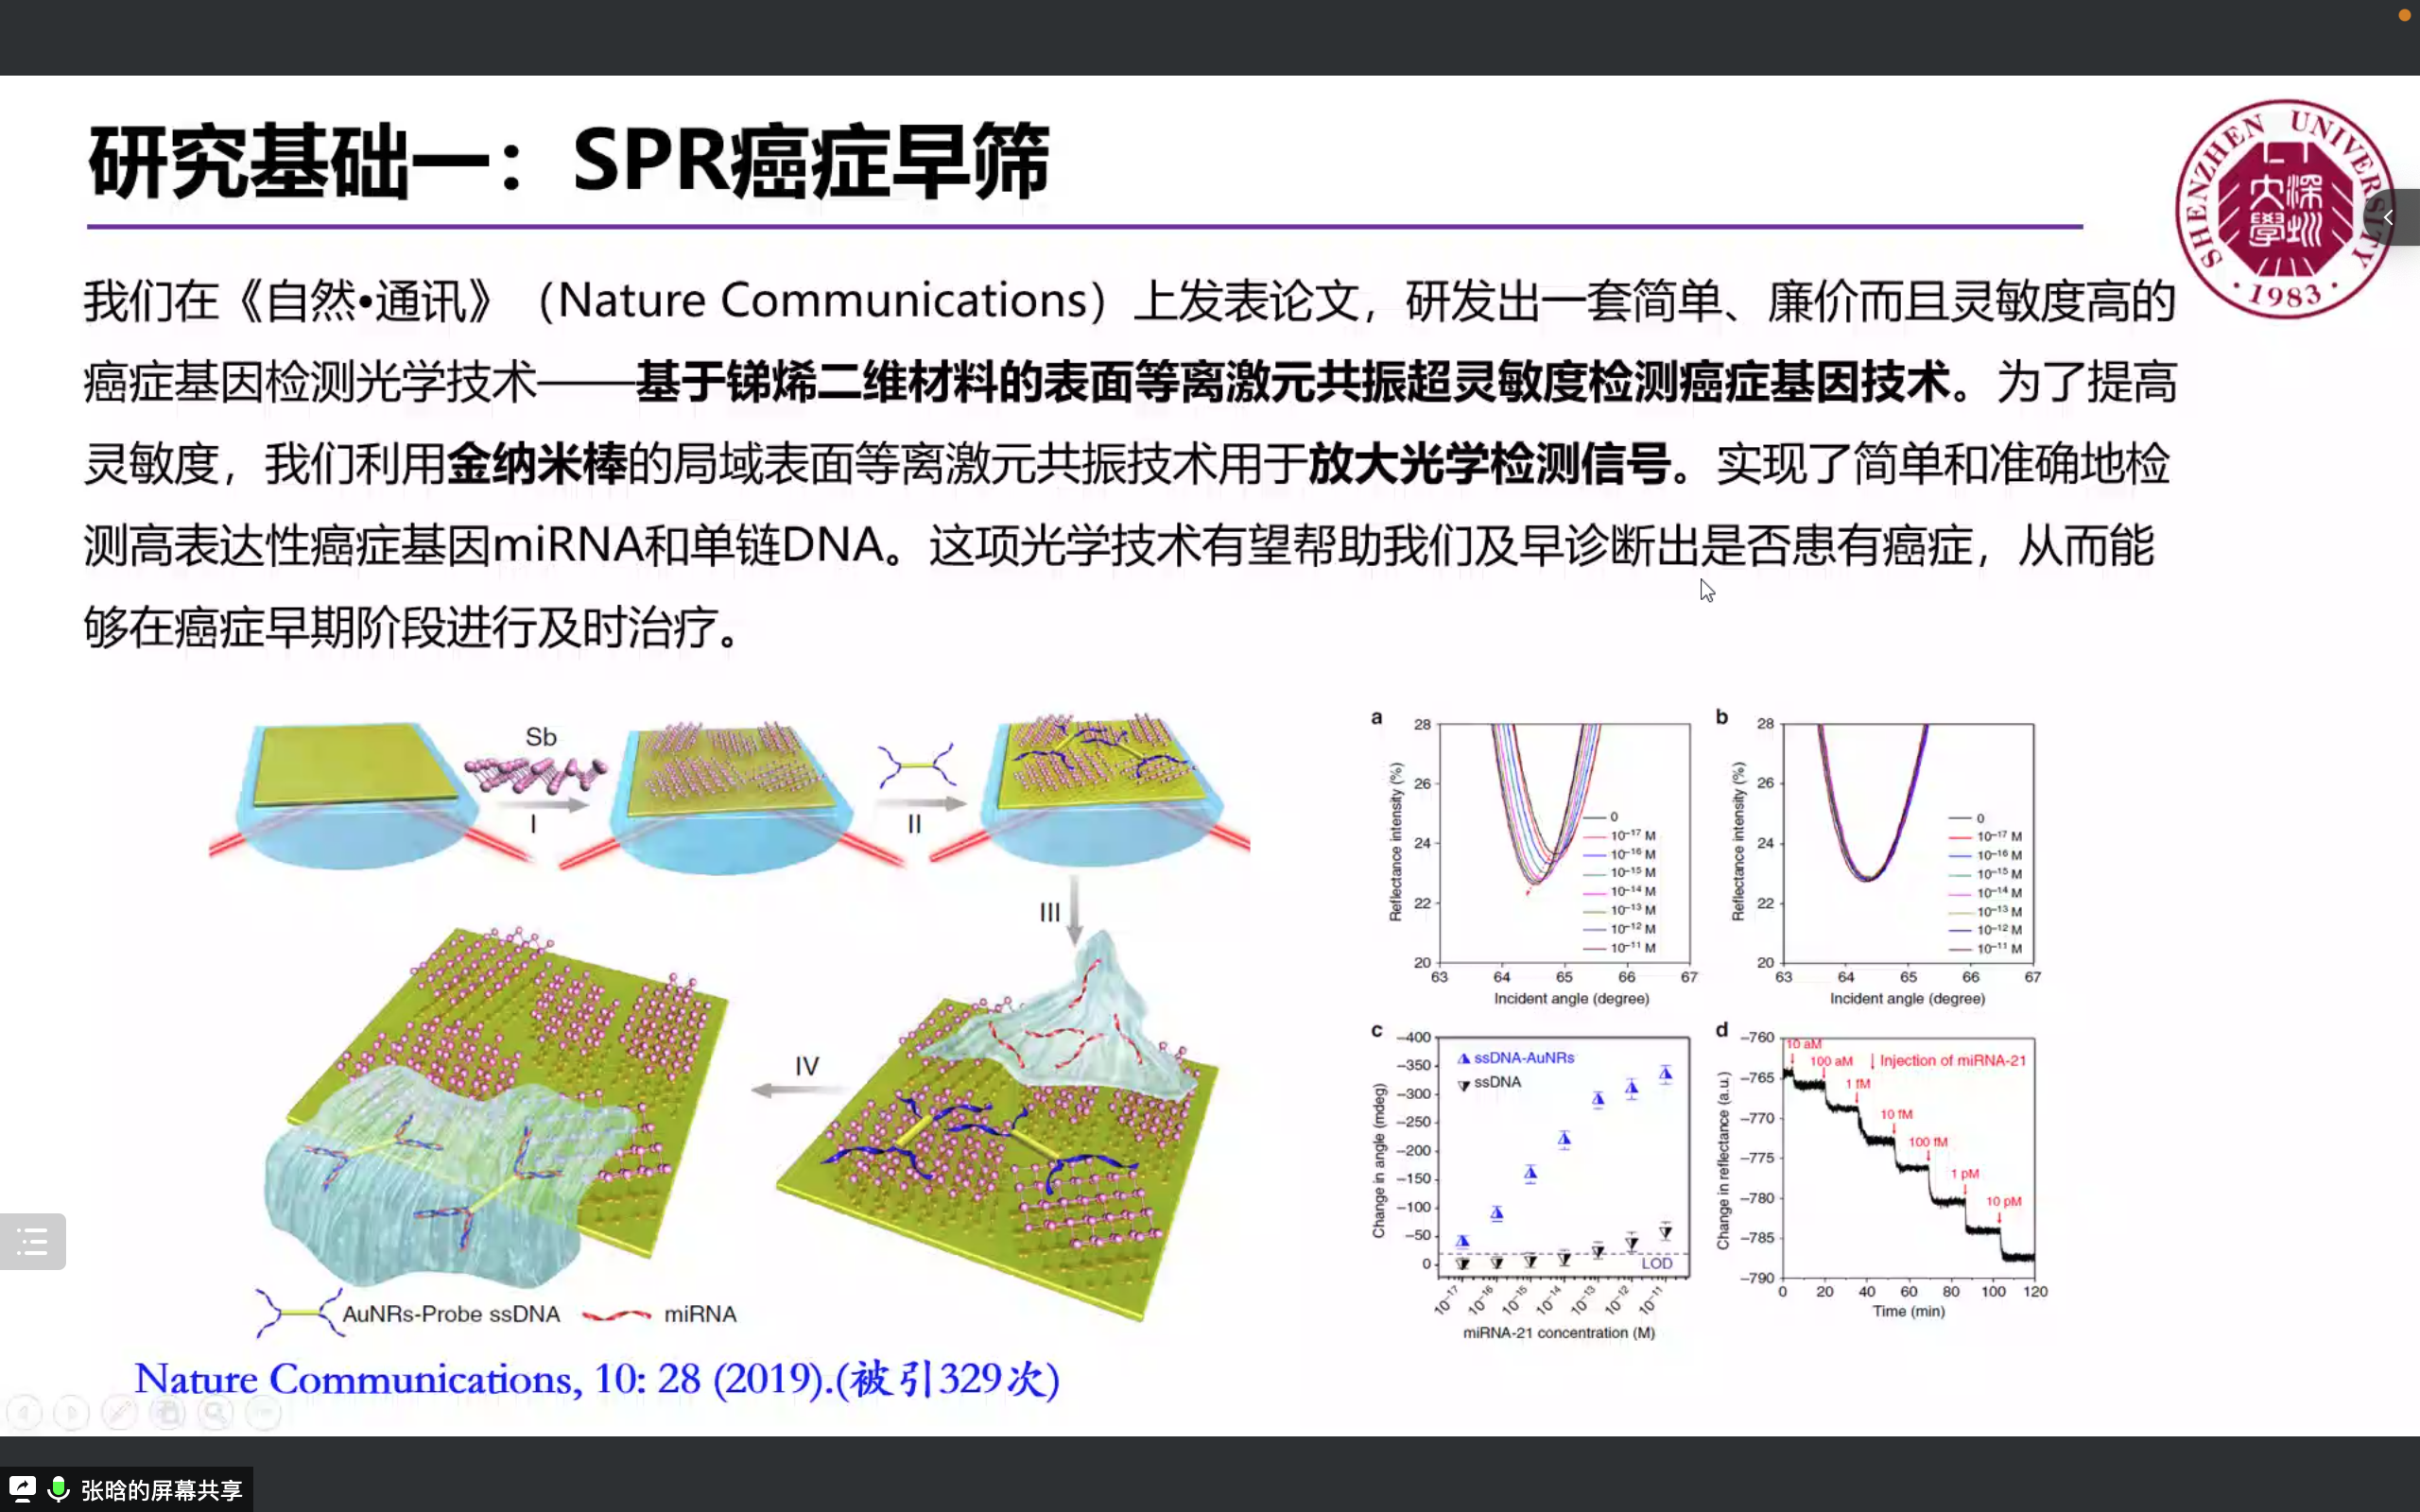 研究基础一：SPR癌症早筛
SHENZHEN UNIVERSITY
深圳大學
·1983·
我们在《自然•通讯》（Nature Communications）上发表论文，研发出一套简单、廉价而且灵敏度高的
癌症基因检测光学技术——基于锑烯二维材料的表面等离激元共振超灵敏度检测癌症基因技术。为了提高
灵敏度，我们利用金纳米棒的局域表面等离激元共振技术用于放大光学检测信号。实现了简单和准确地检
测高表达性癌症基因miRNA和单链DNA。这项光学技术有望帮助我们及早诊断出是否患有癌症，从而能
够在癌症早期阶段进行及时治疗。
Sb
I
II
III
IV
AuNRs-Probe ssDNA
miRNA
a
28
26
24
22
20
Reflectance intensity (%)
0
10⁻¹⁷ M
10⁻¹⁶ M
10⁻¹⁵ M
10⁻¹⁴ M
10⁻¹³ M
10⁻¹² M
10⁻¹¹ M
63 64 65 66 67
Incident angle (degree)
b
28
26
24
22
20
Reflectance intensity (%)
0
10⁻¹⁷ M
10⁻¹⁶ M
10⁻¹⁵ M
10⁻¹⁴ M
10⁻¹³ M
10⁻¹² M
10⁻¹¹ M
63 64 65 66 67
Incident angle (degree)
c
−400
−350
−300
−250
−200
−150
−100
−50
0
Change in angle (mdeg)
ssDNA-AuNRs
ssDNA
LOD
10⁻¹⁷ 10⁻¹⁶ 10⁻¹⁵ 10⁻¹⁴ 10⁻¹³ 10⁻¹² 10⁻¹¹
miRNA-21 concentration (M)
d
−760
−765
−770
−775
−780
−785
−790
Change in reflectance (a.u.)
10 aM
100 aM
Injection of miRNA-21
1 fM
10 fM
100 fM
1 pM
10 pM
0 20 40 60 80 100 120
Time (min)
Nature Communications, 10: 28 (2019).(被引329次)
张晗的屏幕共享